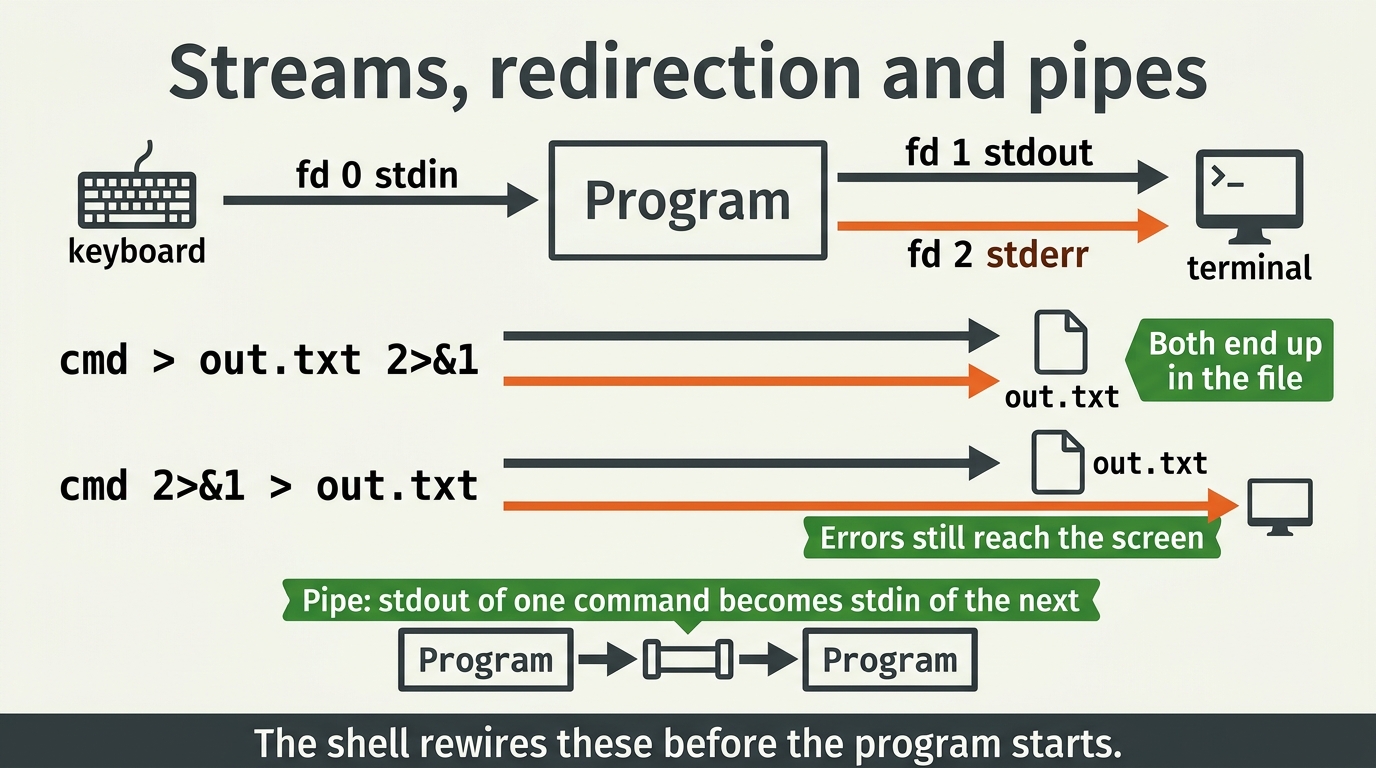 Streams, redirection and pipes
keyboard
fd 0 stdin
Program
fd 1 stdout
fd 2 stderr
>_
terminal
cmd > out.txt 2>&1
out.txt
Both end up
in the file
cmd 2>&1 > out.txt
out.txt
Errors still reach the screen
Pipe: stdout of one command becomes stdin of the next
Program
Program
The shell rewires these before the program starts.